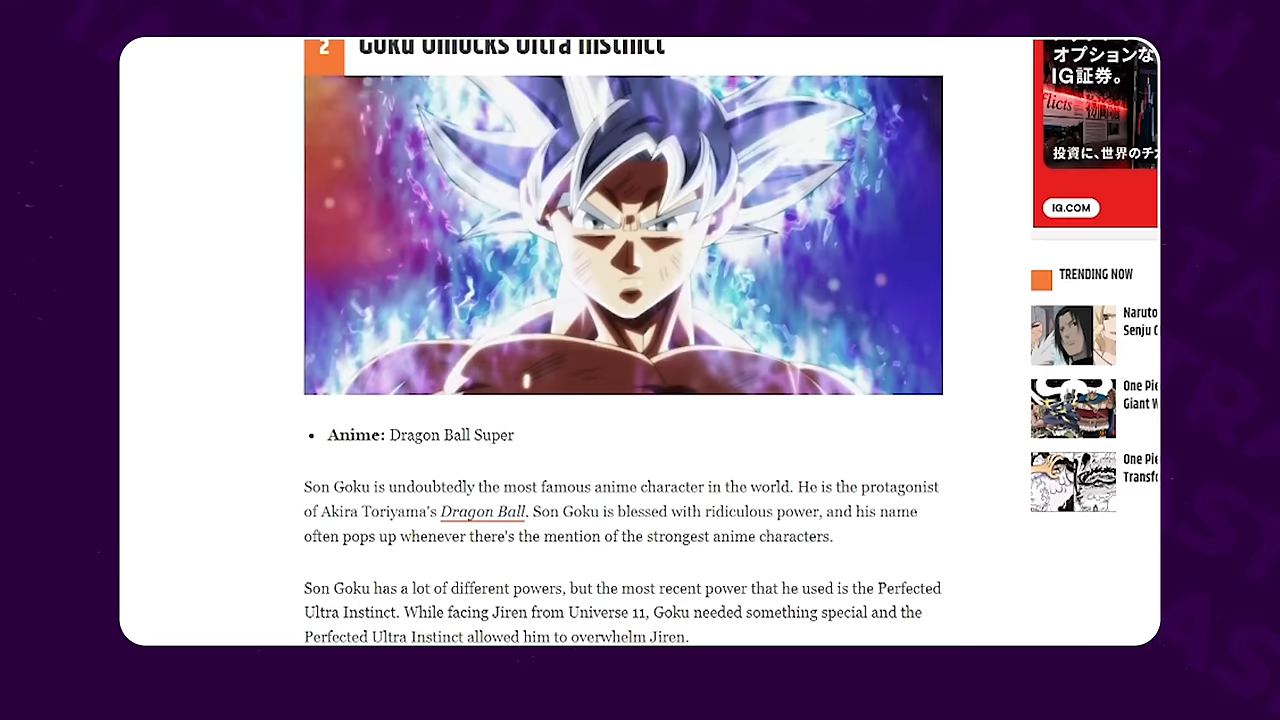 2
Goku Unlocks Ultra Instinct
Anime: Dragon Ball Super
Son Goku is undoubtedly the most famous anime character in the world. He is the protagonist
of Akira Toriyama's Dragon Ball. Son Goku is blessed with ridiculous power, and his name
often pops up whenever there's the mention of the strongest anime characters.
Son Goku has a lot of different powers, but the most recent power that he used is the Perfected
Ultra Instinct. While facing Jiren from Universe 11, Goku needed something special and the
Perfected Ultra Instinct allowed him to overwhelm Jiren.
オプションな
IG証券。
flicts
投資に、世界のチ
IG.COM
TRENDING NOW
Naruto
Senju
One Pie
Giant W
One Pie
Transfo